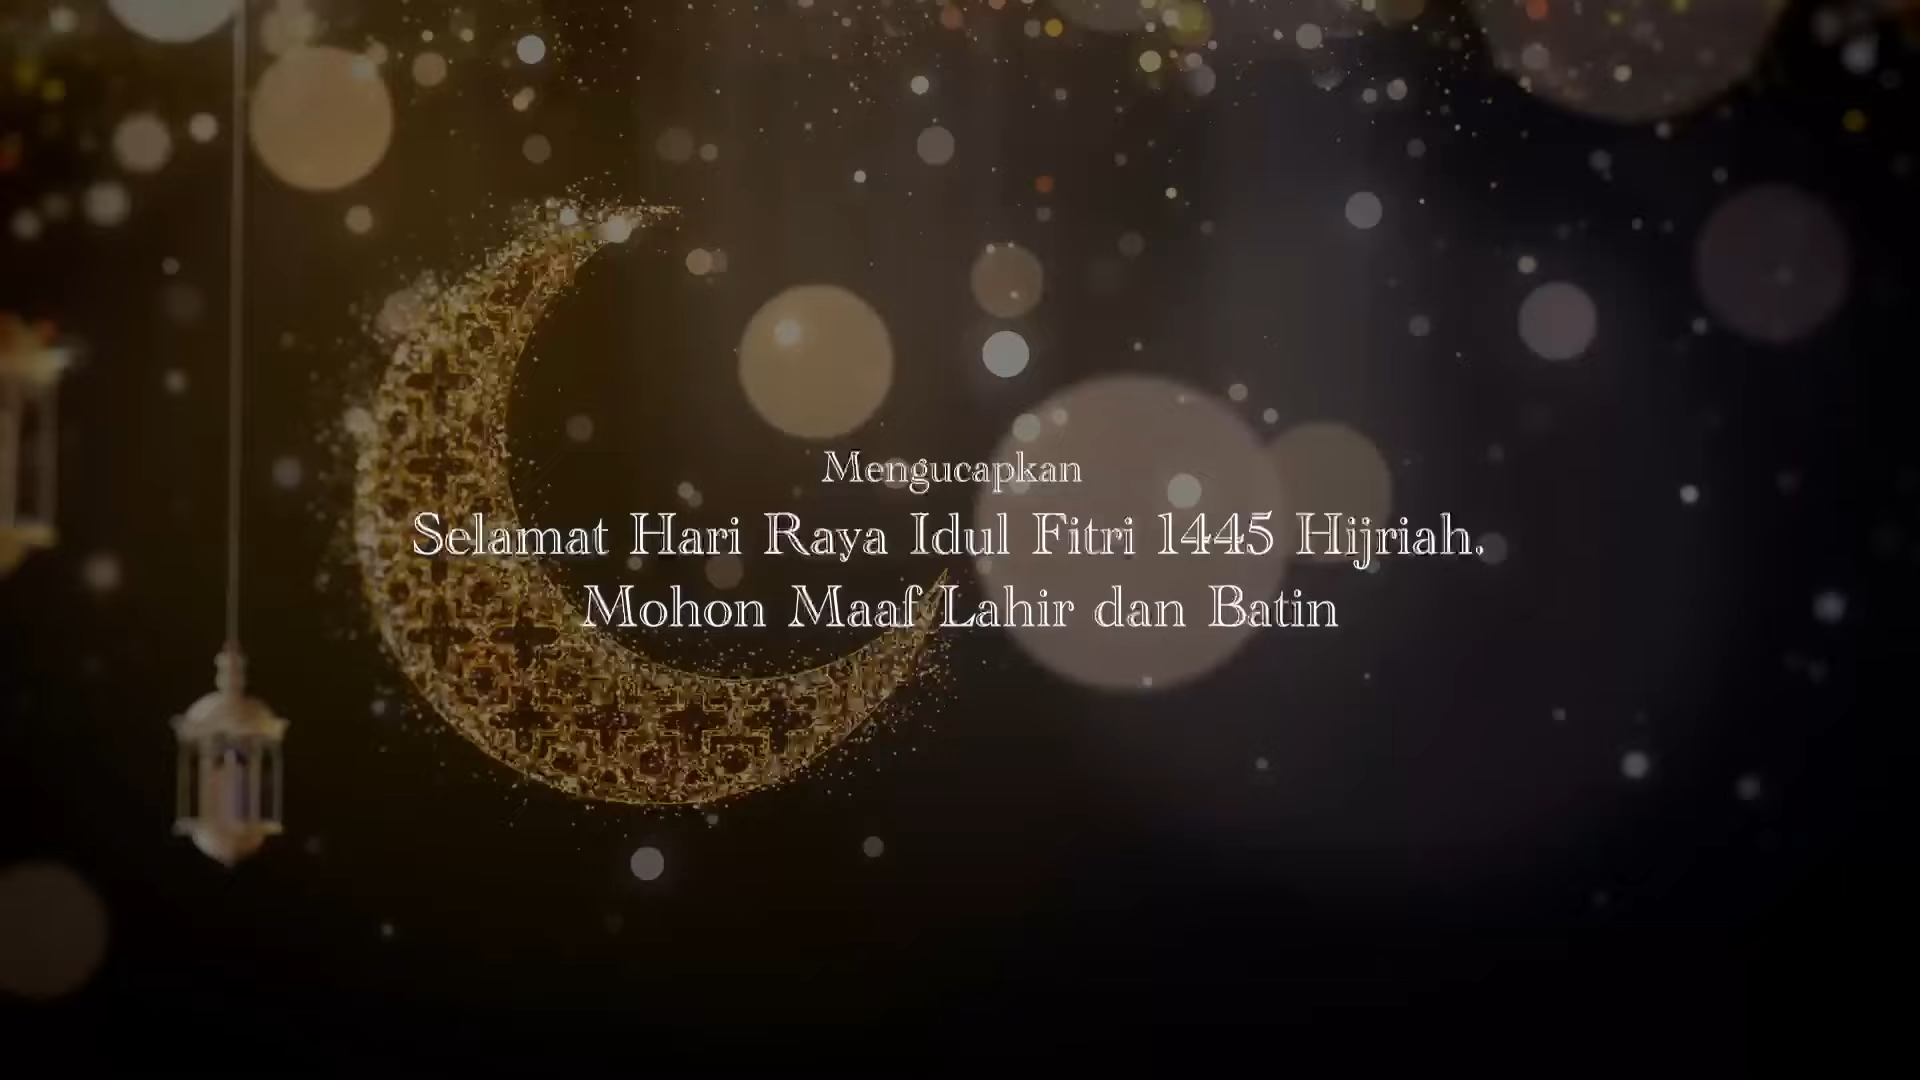 Mengucapkan
Selamat Hari Raya Idul Fitri 1445 Hijriah.
Mohon Maaf Lahir dan Batin